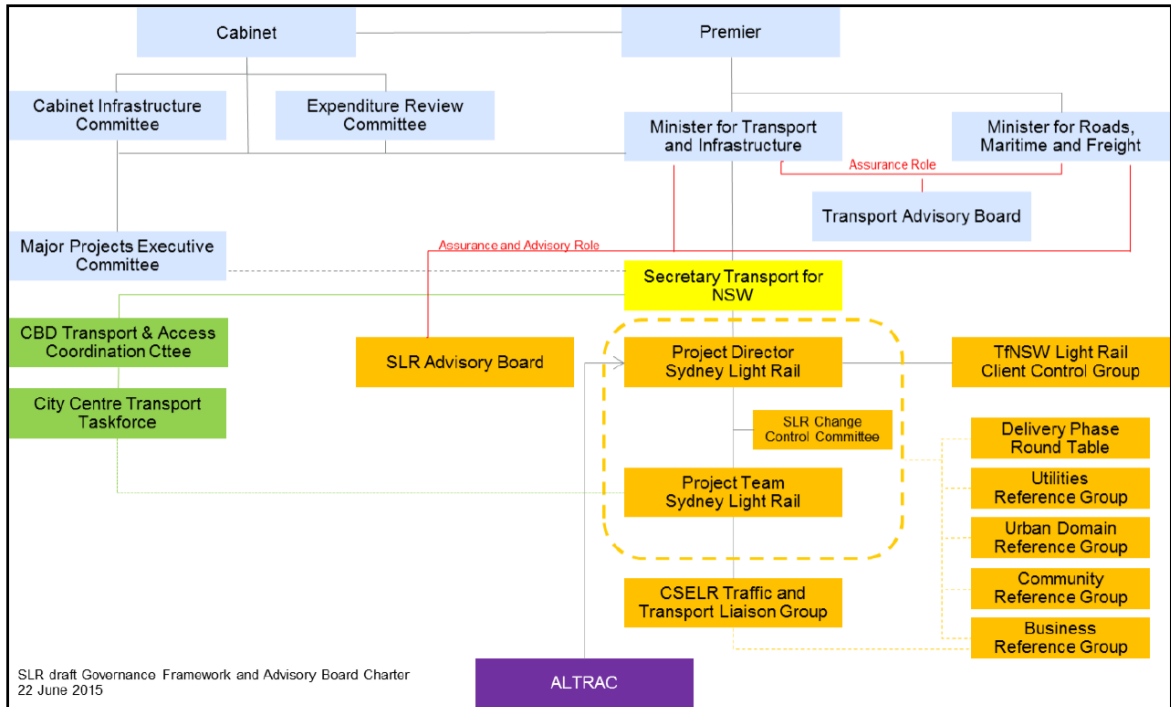 Cabinet
Premier
Cabinet Infrastructure
Committee
Expenditure Review
Committee
Minister for Transport
and Infrastructure
Minister for Roads,
Maritime and Freight
Assurance Role
Transport Advisory Board
Major Projects Executive
Committee
Assurance and Advisory Role
Secretary Transport for
NSW
CBD Transport & Access
Coordination Cttee
SLR Advisory Board
Project Director
Sydney Light Rail
TfNSW Light Rail
Client Control Group
City Centre Transport
Taskforce
SLR Change
Control Committee
Delivery Phase
Round Table
Project Team
Sydney Light Rail
Utilities
Reference Group
Urban Domain
Reference Group
CSELR Traffic and
Transport Liaison Group
Community
Reference Group
Business
Reference Group
SLR draft Governance Framework and Advisory Board Charter
22 June 2015
ALTRAC